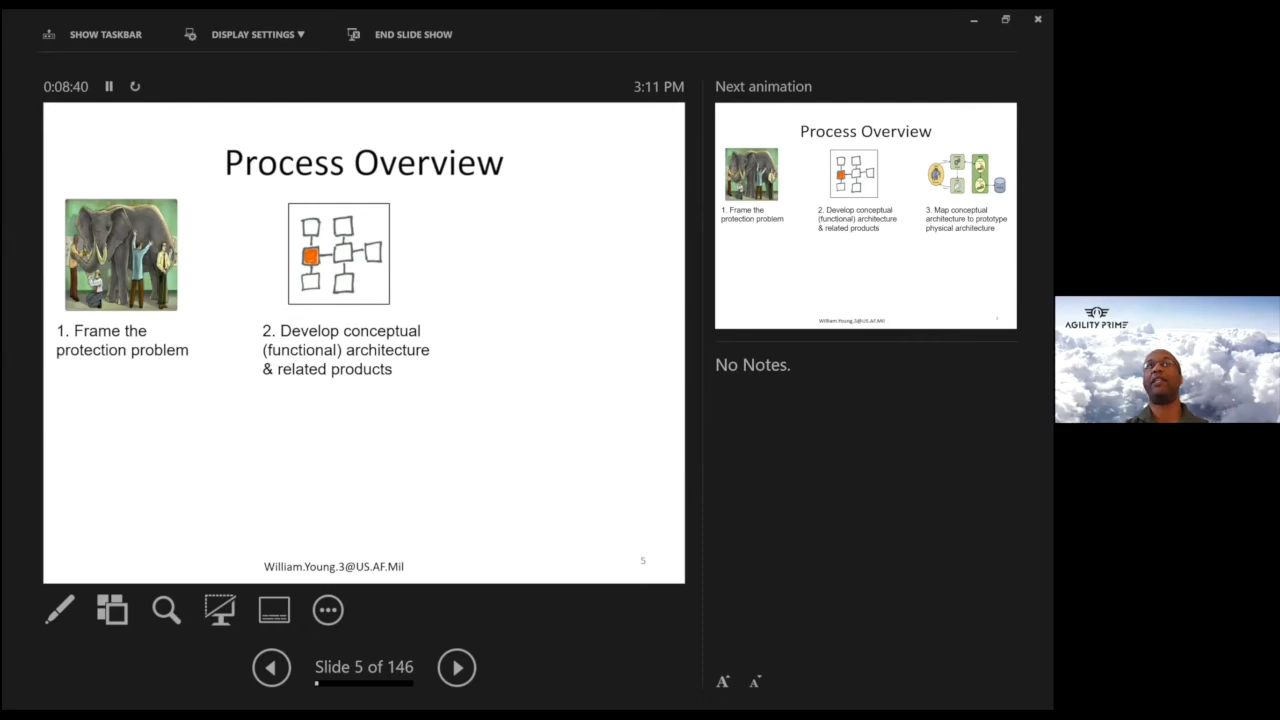 SHOW TASKBAR
DISPLAY SETTINGS ▼
END SLIDE SHOW
0:08:40
3:11 PM
Process Overview
1. Frame the
protection problem
2. Develop conceptual
(functional) architecture
& related products
William.Young.3@US.AF.Mil
5
Slide 5 of 146
Next animation
Process Overview
1. Frame the
protection problem
2. Develop conceptual
(functional) architecture
& related products
3. Map conceptual
architecture to prototype
physical architecture
William.Young.3@US.AF.Mil
No Notes.
A A
AGILITY PRIME